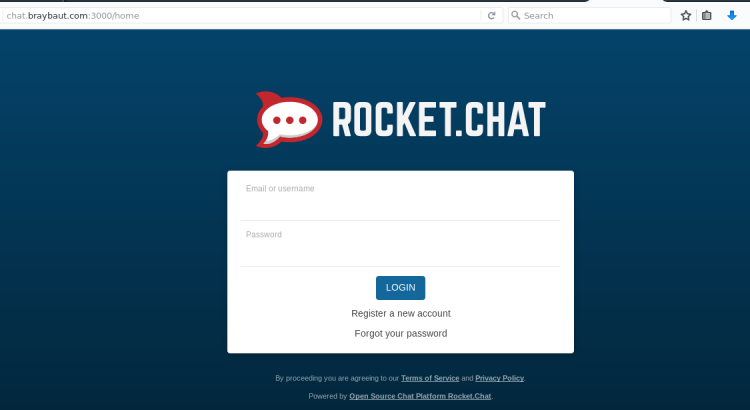 chat.braybaut.com:3000/home
Search
ROCKET.CHAT
Email or username
Password
LOGIN
Register a new account
Forgot your password
By proceeding you are agreeing to our Terms of Service and Privacy Policy.
Powered by Open Source Chat Platform Rocket.Chat.